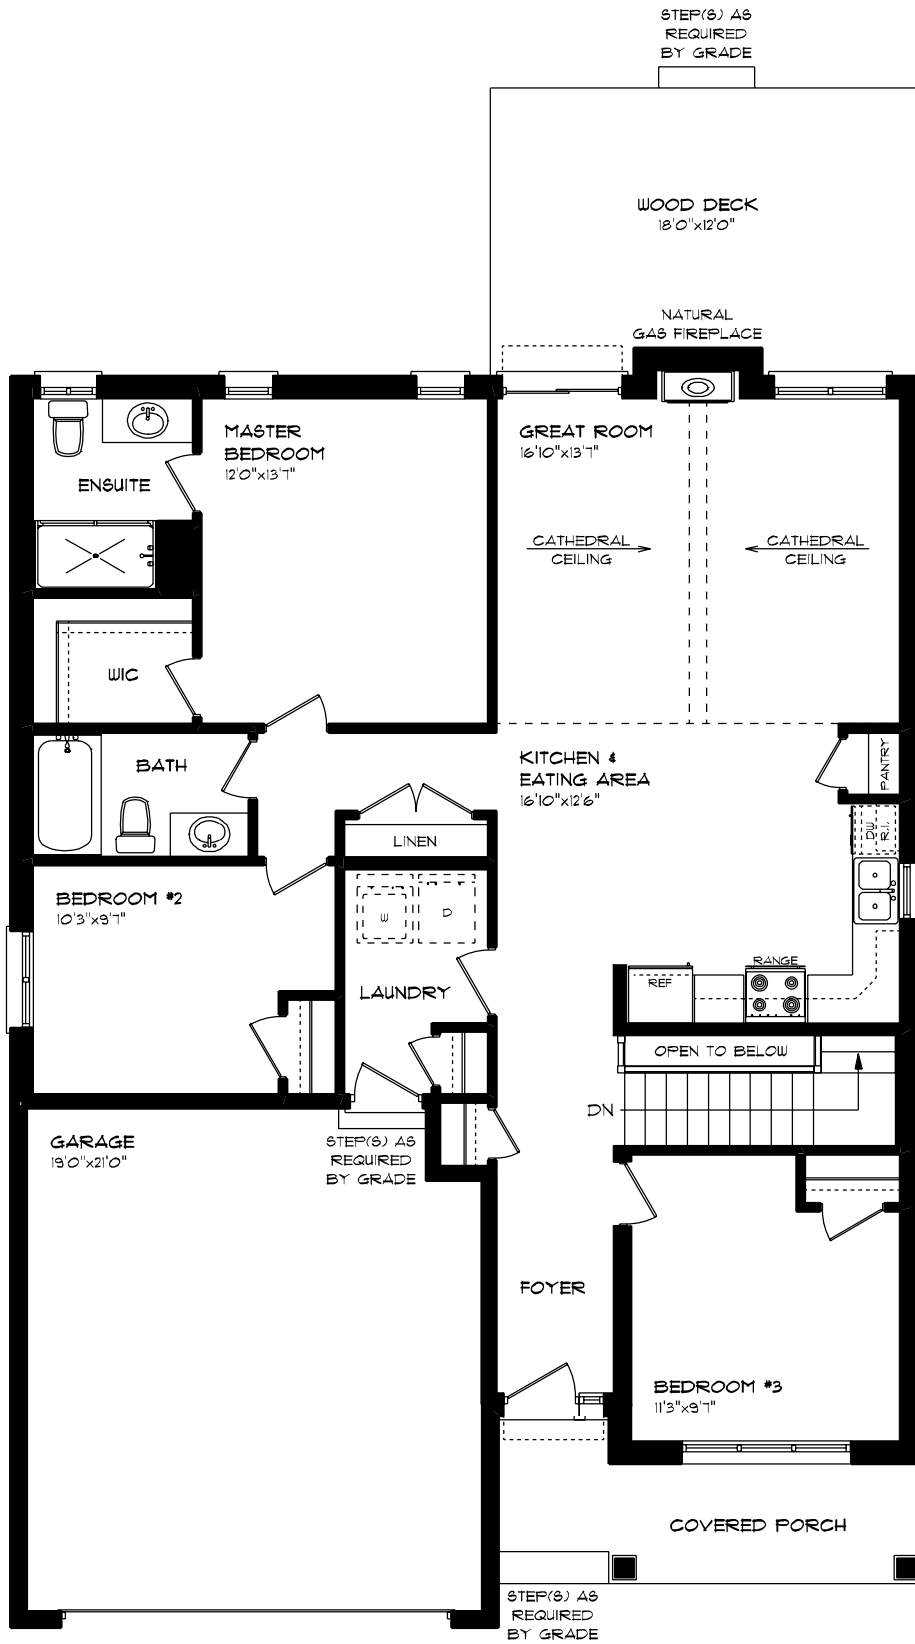 STEP(S) AS
REQUIRED
BY GRADE
WOOD DECK
18'0"x12'0"
NATURAL
GAS FIREPLACE
MASTER
BEDROOM
12'0"x13'7"
GREAT ROOM
16'10"x13'7"
ENSUITE
CATHEDRAL
CEILING
CATHEDRAL
CEILING
WIC
BATH
KITCHEN &
EATING AREA
16'10"x12'6"
PANTRY
DW
R.I.
LINEN
BEDROOM #2
10'3"x9'7"
W
D
LAUNDRY
RANGE
REF
OPEN TO BELOW
DN
GARAGE
19'0"x21'0"
STEP(S) AS
REQUIRED
BY GRADE
FOYER
BEDROOM #3
11'3"x9'7"
COVERED PORCH
STEP(S) AS
REQUIRED
BY GRADE